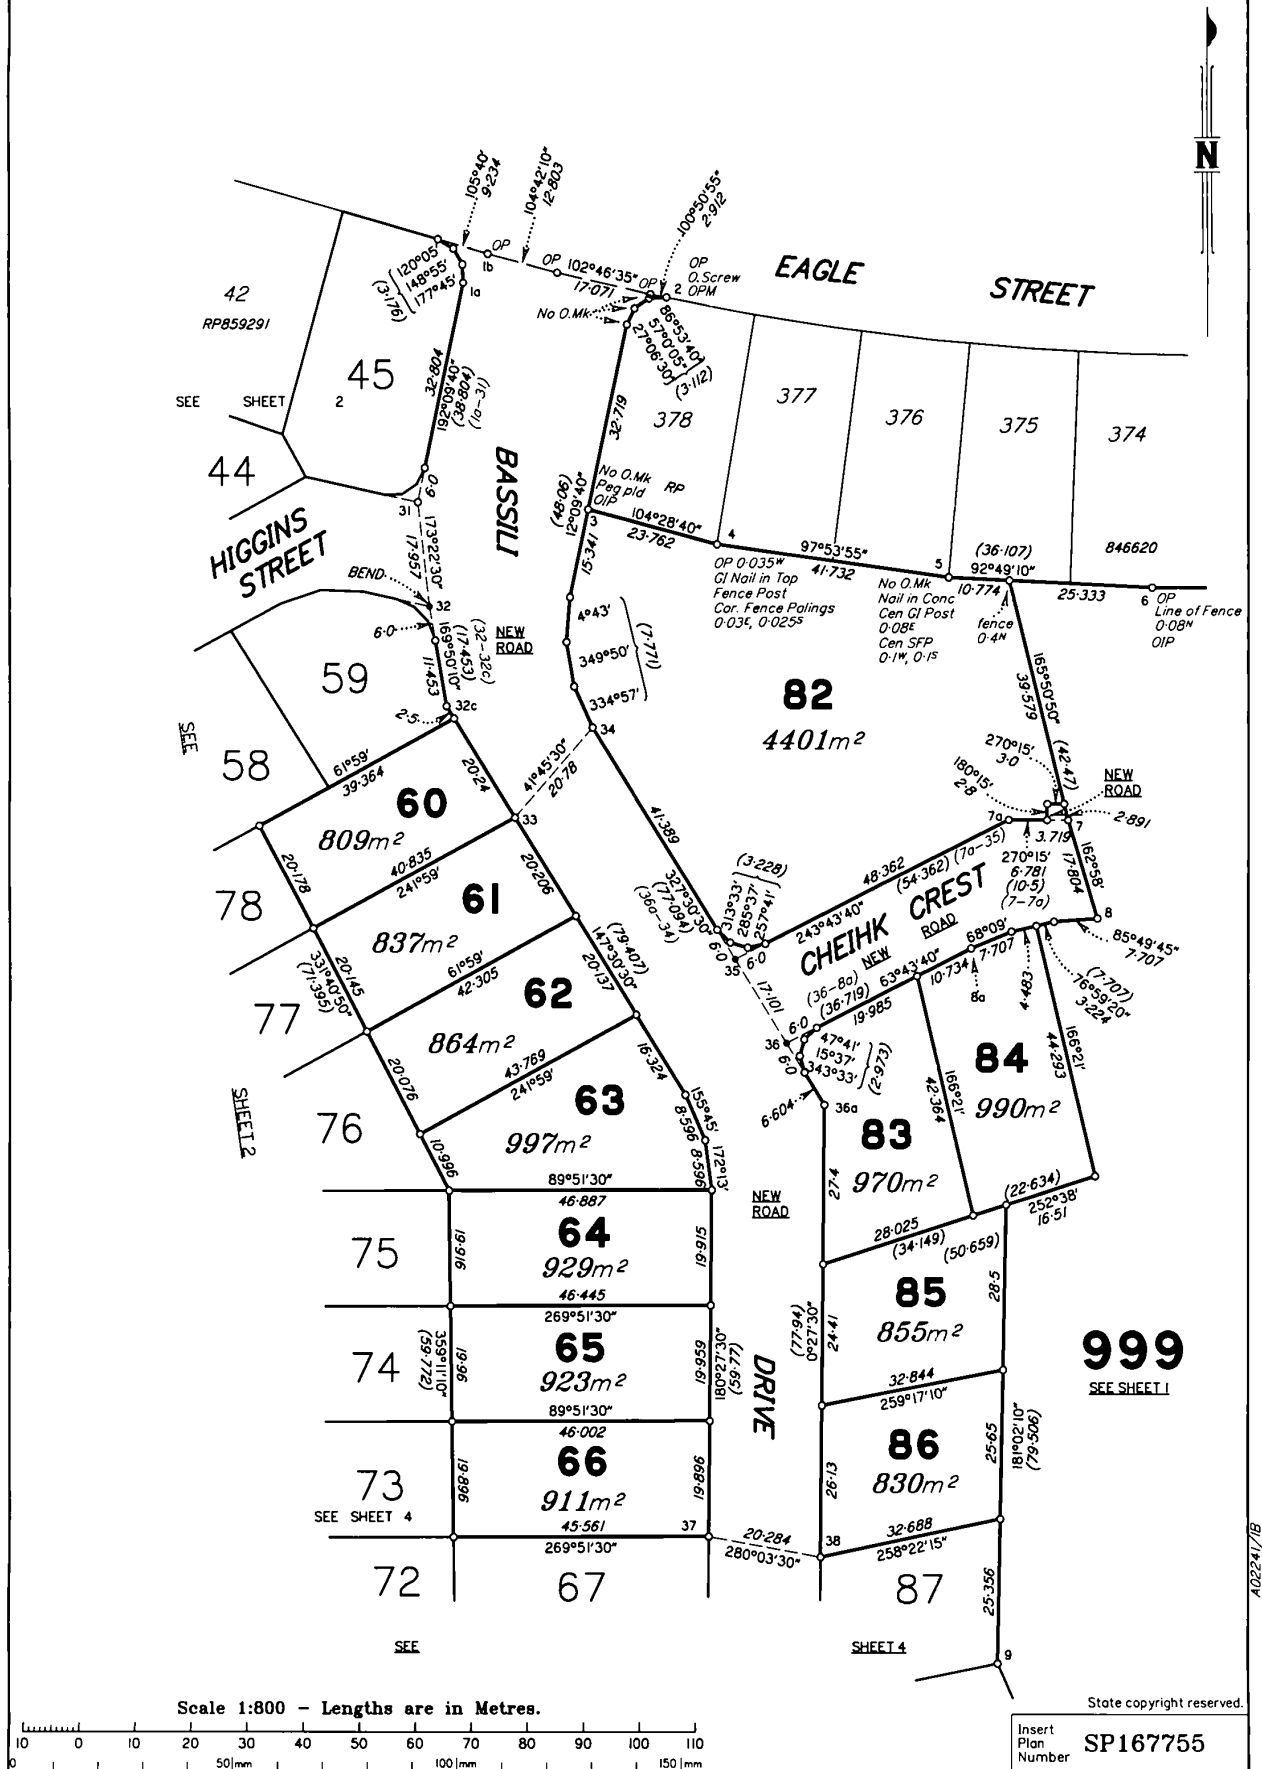 N
105°40'
9·234
104°42'10"
12·803
100°50'55"
2·912
OP
1b
OP
102°46'35"
17·071
OP
OP
O.Screw
2 OPM
EAGLE STREET
120°05'
148°55'
177°45'
(3·176)
1a
No O.Mk
86°53'40"
57°0'05"
27°06'30"
(3·112)
42
RP859291
45
SEE SHEET 2
44
32·804
192°09'40"
(38·804)
(1a-31)
32·719
378
377
376
375
374
846620
BASSILI
No O.Mk RP
Peg pld
OIP
(48·06)
12°09'40"
3
104°28'40"
23·762
4
97°53'55"
41·732
5
(36·107)
92°49'10"
10·774
25·333
6
OP
Line of Fence
0·08N
OIP
OP 0·035W
GI Nail in Top
Fence Post
Cor. Fence Palings
0·03E, 0·025S
No O.Mk
Nail in Conc
Cen GI Post
0·08E
Cen SFP
0·1W, 0·1S
fence
0·4N
HIGGINS
STREET
6·0
31
173°22'30"
17·957
BEND
32
6·0
169°50'10"
(17·453)
(32-32c)
11·453
NEW
ROAD
15·341
4°43'
349°50'
334°57'
(7·771)
34
59
58
SEE
32c
2·5
61°59'
39·364
82
4401m²
165°50'50"
39·579
(42·47)
270°15'
3·0
180°15'
2·8
NEW
ROAD
2·891
7a
7
3.719
270°15'
6·781
(10·5)
(7-7a)
162°58'
17·804
8
85°49'45"
7·707
60
809m²
20·24
41°45'30"
20·78
33
20·178
40·835
241°59'
78
61
837m²
20·206
41·389
327°30'30"
(77·094)
(36a-34)
(3·228)
313°33'
285°37'
257°41'
6·0
6·0
35
48·362
(54·362) (7a-35)
243°43'40"
CHEIHK CREST
NEW ROAD
68°09'
7·707
8a
4·483
(7·707)
76°59'20"
3·224
331°40'50"
(71·395)
20·145
61°59'
42·305
77
62
864m²
147°30'30"
(79·407)
20·137
17·101
(36-8a)
(36·719)
63°43'40"
10·734
19·985
36
6·0
6·0
47°41'
15°37'
343°33'
(2·973)
6·604
36a
20·076
43·769
241°59'
SHEET 2
76
63
997m²
16·324
155°45'
8·596
172°13'
8·596
10·996
83
970m²
27·4
166°21'
42·364
84
990m²
166°21'
44·293
89°51'30"
46·887
NEW
ROAD
28·025
(34·149)
(50·659)
(22·634)
252°38'
16·51
75
19·916
64
929m²
19·915
46·445
269°51'30"
85
855m²
28·5
(77·94)
0°27'30"
24·41
74
359°11'10"
(59·772)
19·96
65
923m²
19·959
180°27'30"
(59·77)
DRIVE
32·844
259°17'10"
999
SEE SHEET 1
89°51'30"
46·002
73
SEE SHEET 4
19·896
66
911m²
19·896
86
830m²
26·13
25·65
181°02'10"
(79·506)
45·561
37
269°51'30"
20·284
280°03'30"
38
32·688
258°22'15"
72
67
87
25·356
9
SEE
SHEET 4
A02241/1B
Scale 1:800 – Lengths are in Metres.
State copyright reserved.
10 0 10 20 30 40 50 60 70 80 90 100 110
0 50|mm 100|mm 150|mm
Insert
Plan
Number
SP167755